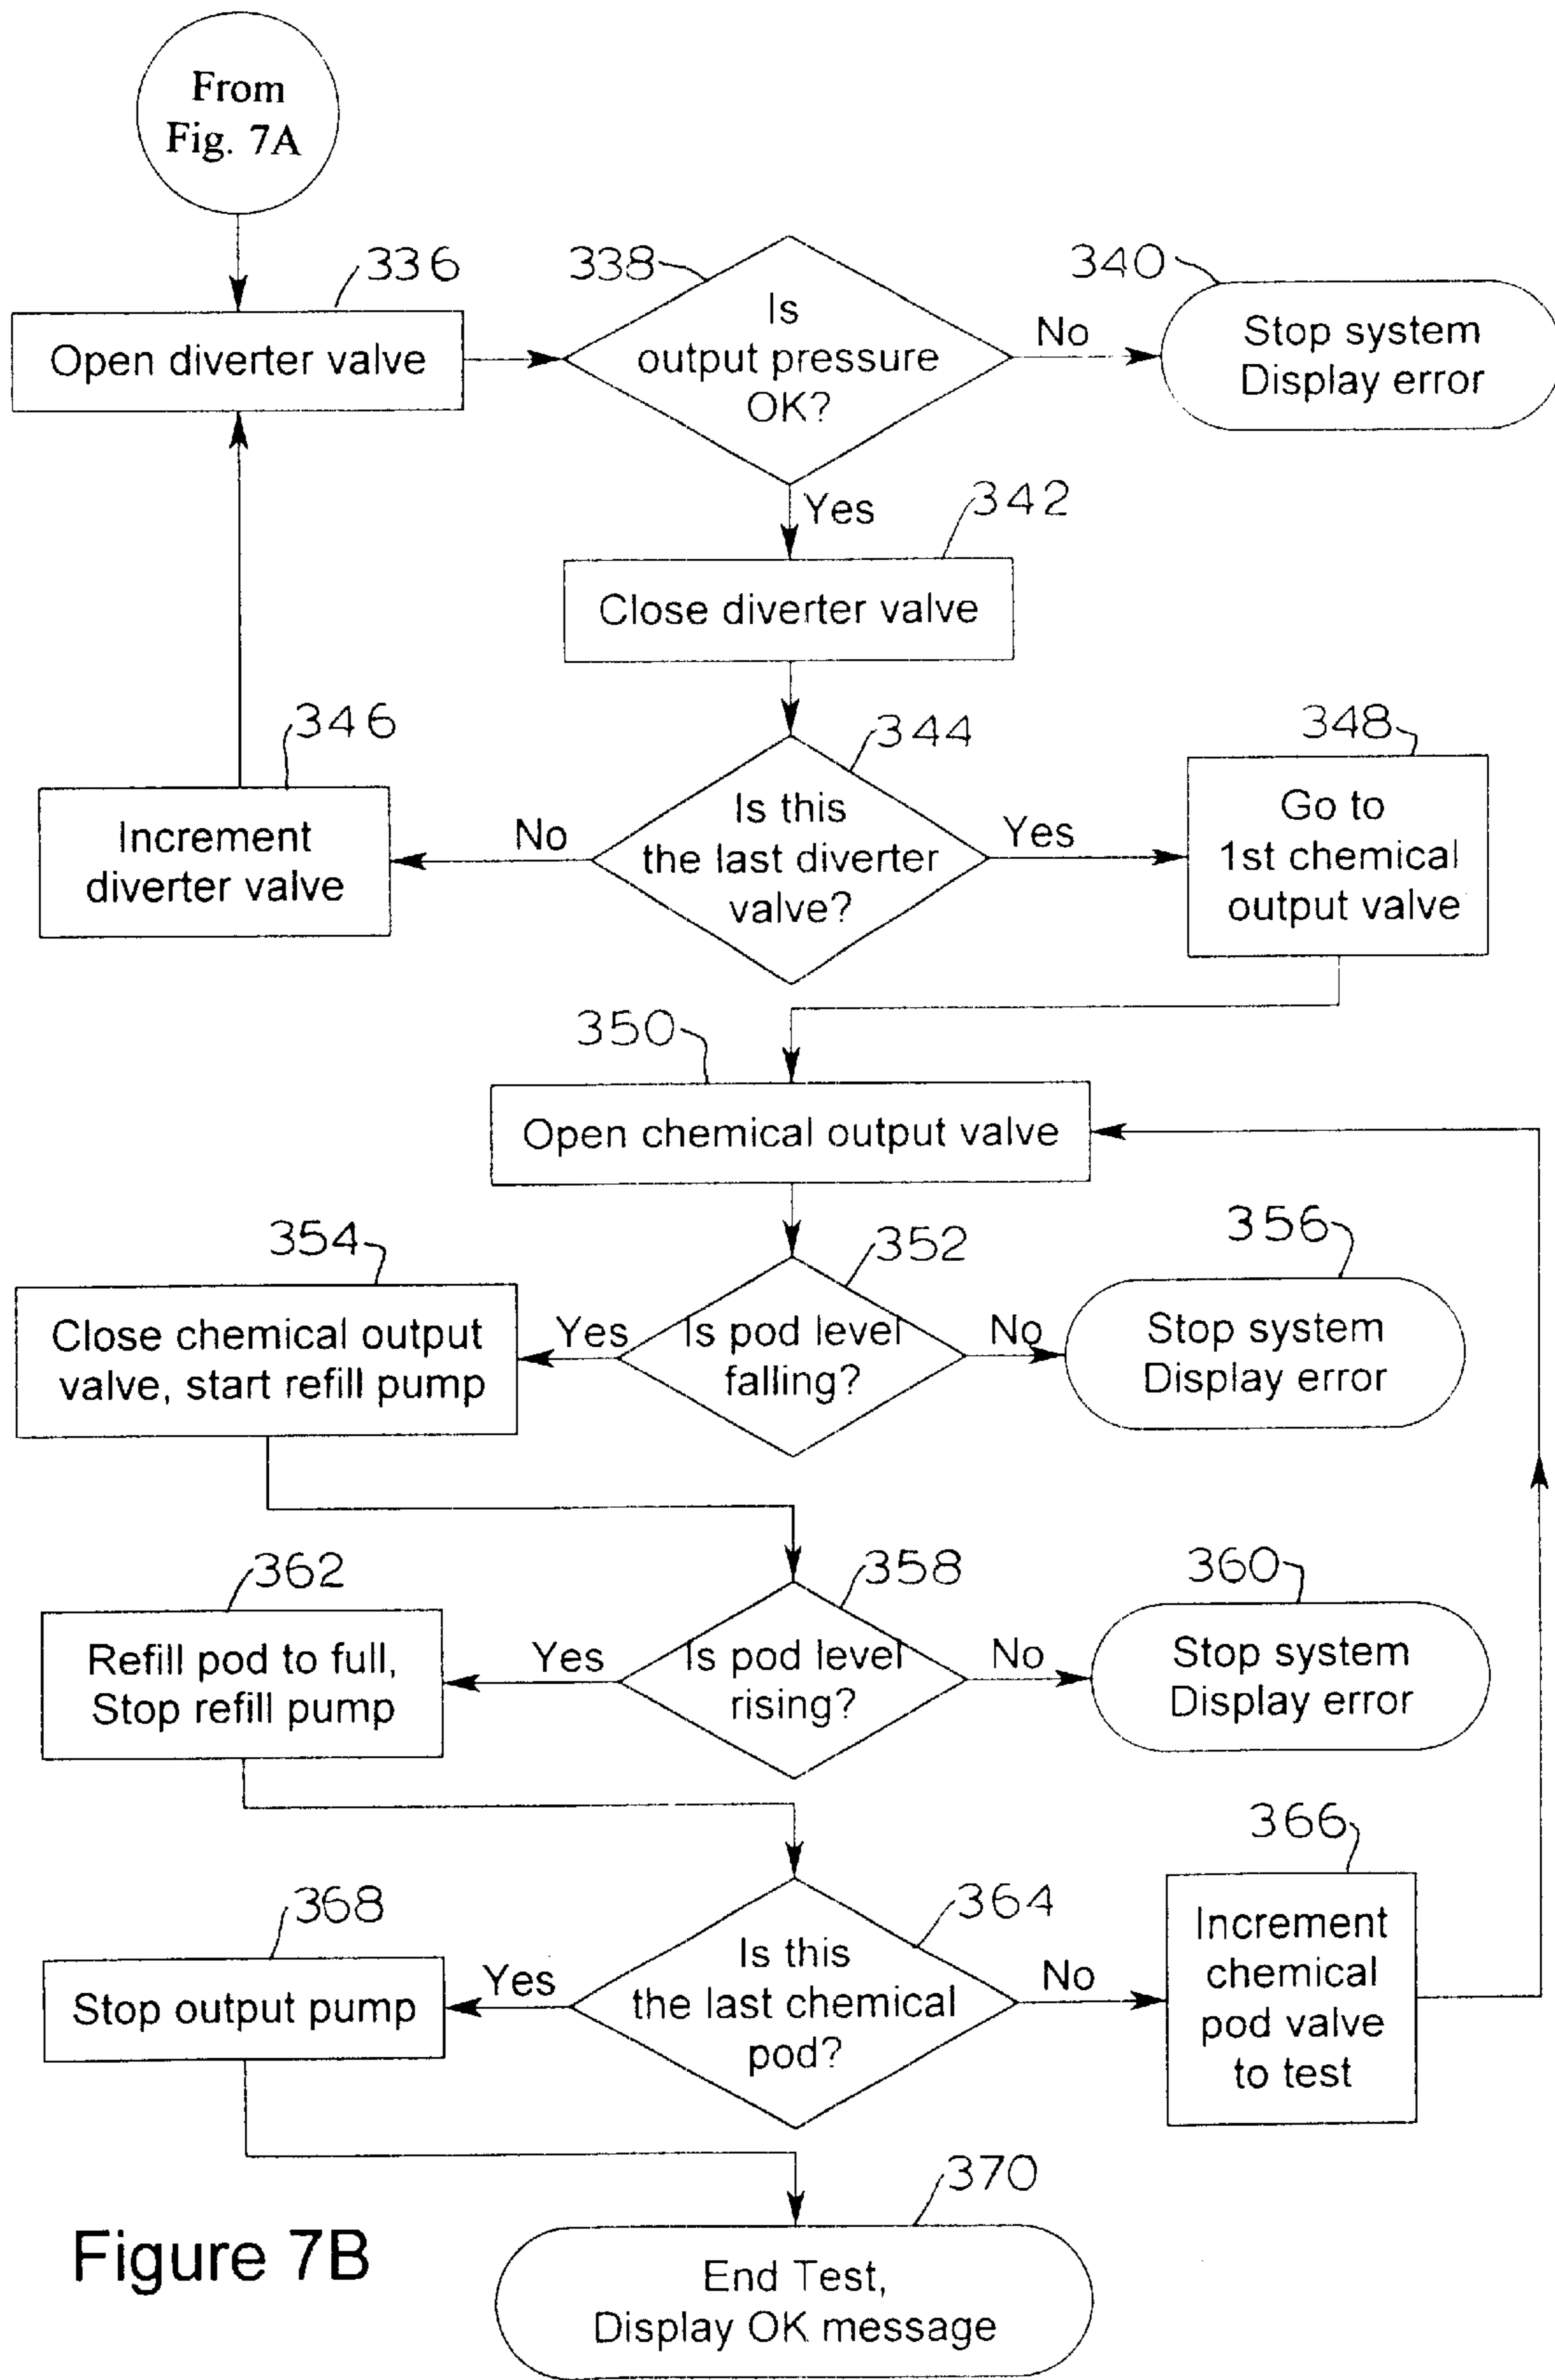 From
Fig. 7A
336
Open diverter valve
338
Is
output pressure
OK?
No
340
Stop system
Display error
Yes
342
Close diverter valve
344
Is this
the last diverter
valve?
No
346
Increment
diverter valve
Yes
348
Go to
1st chemical
output valve
350
Open chemical output valve
352
Is pod level
falling?
Yes
354
Close chemical output
valve, start refill pump
No
356
Stop system
Display error
358
Is pod level
rising?
Yes
362
Refill pod to full,
Stop refill pump
No
360
Stop system
Display error
364
Is this
the last chemical
pod?
Yes
368
Stop output pump
No
366
Increment
chemical
pod valve
to test
370
End Test,
Display OK message
Figure 7B